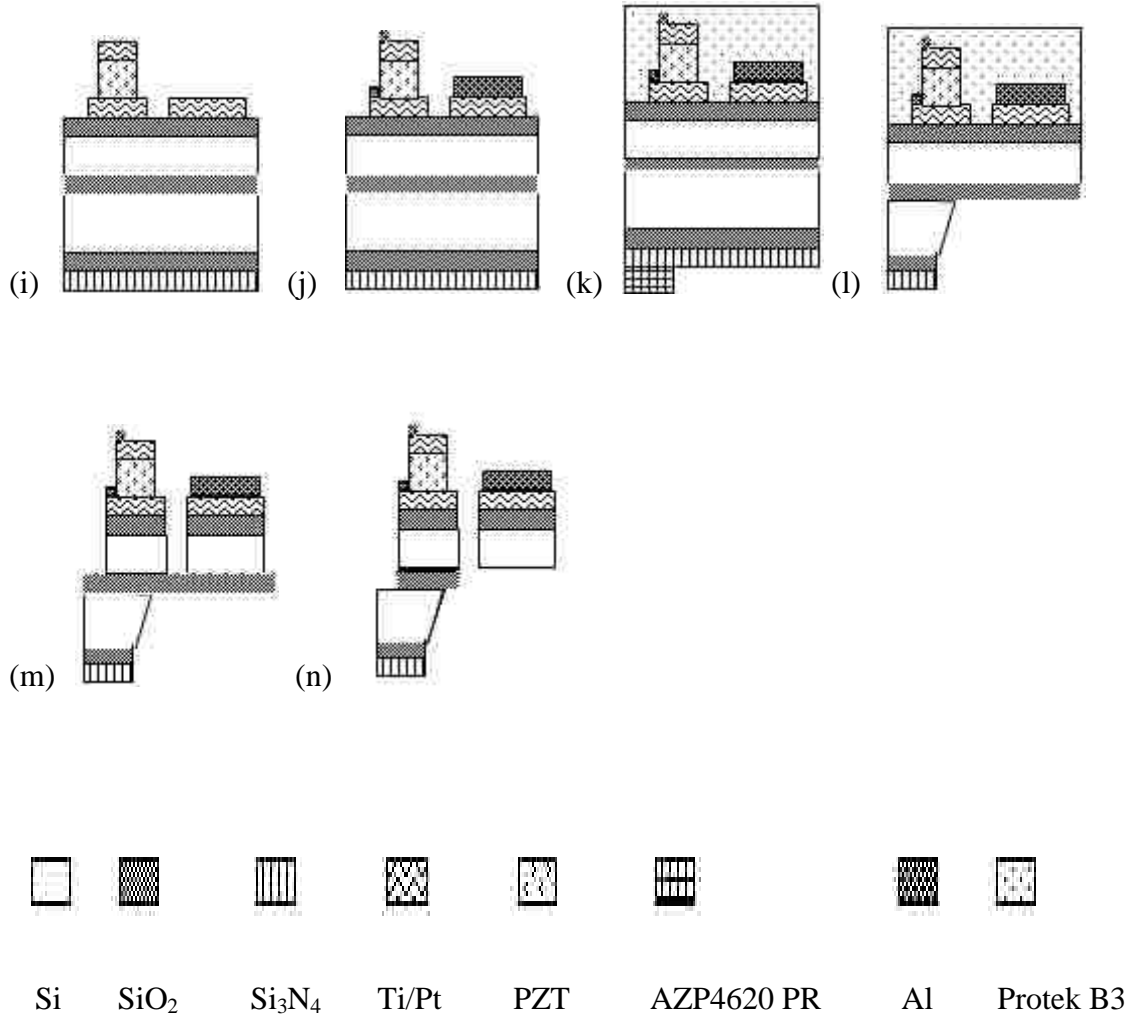 (i) (j) (k) (l)
(m) (n)
Si SiO₂ Si₃N₄ Ti/Pt PZT AZP4620 PR Al Protek B3